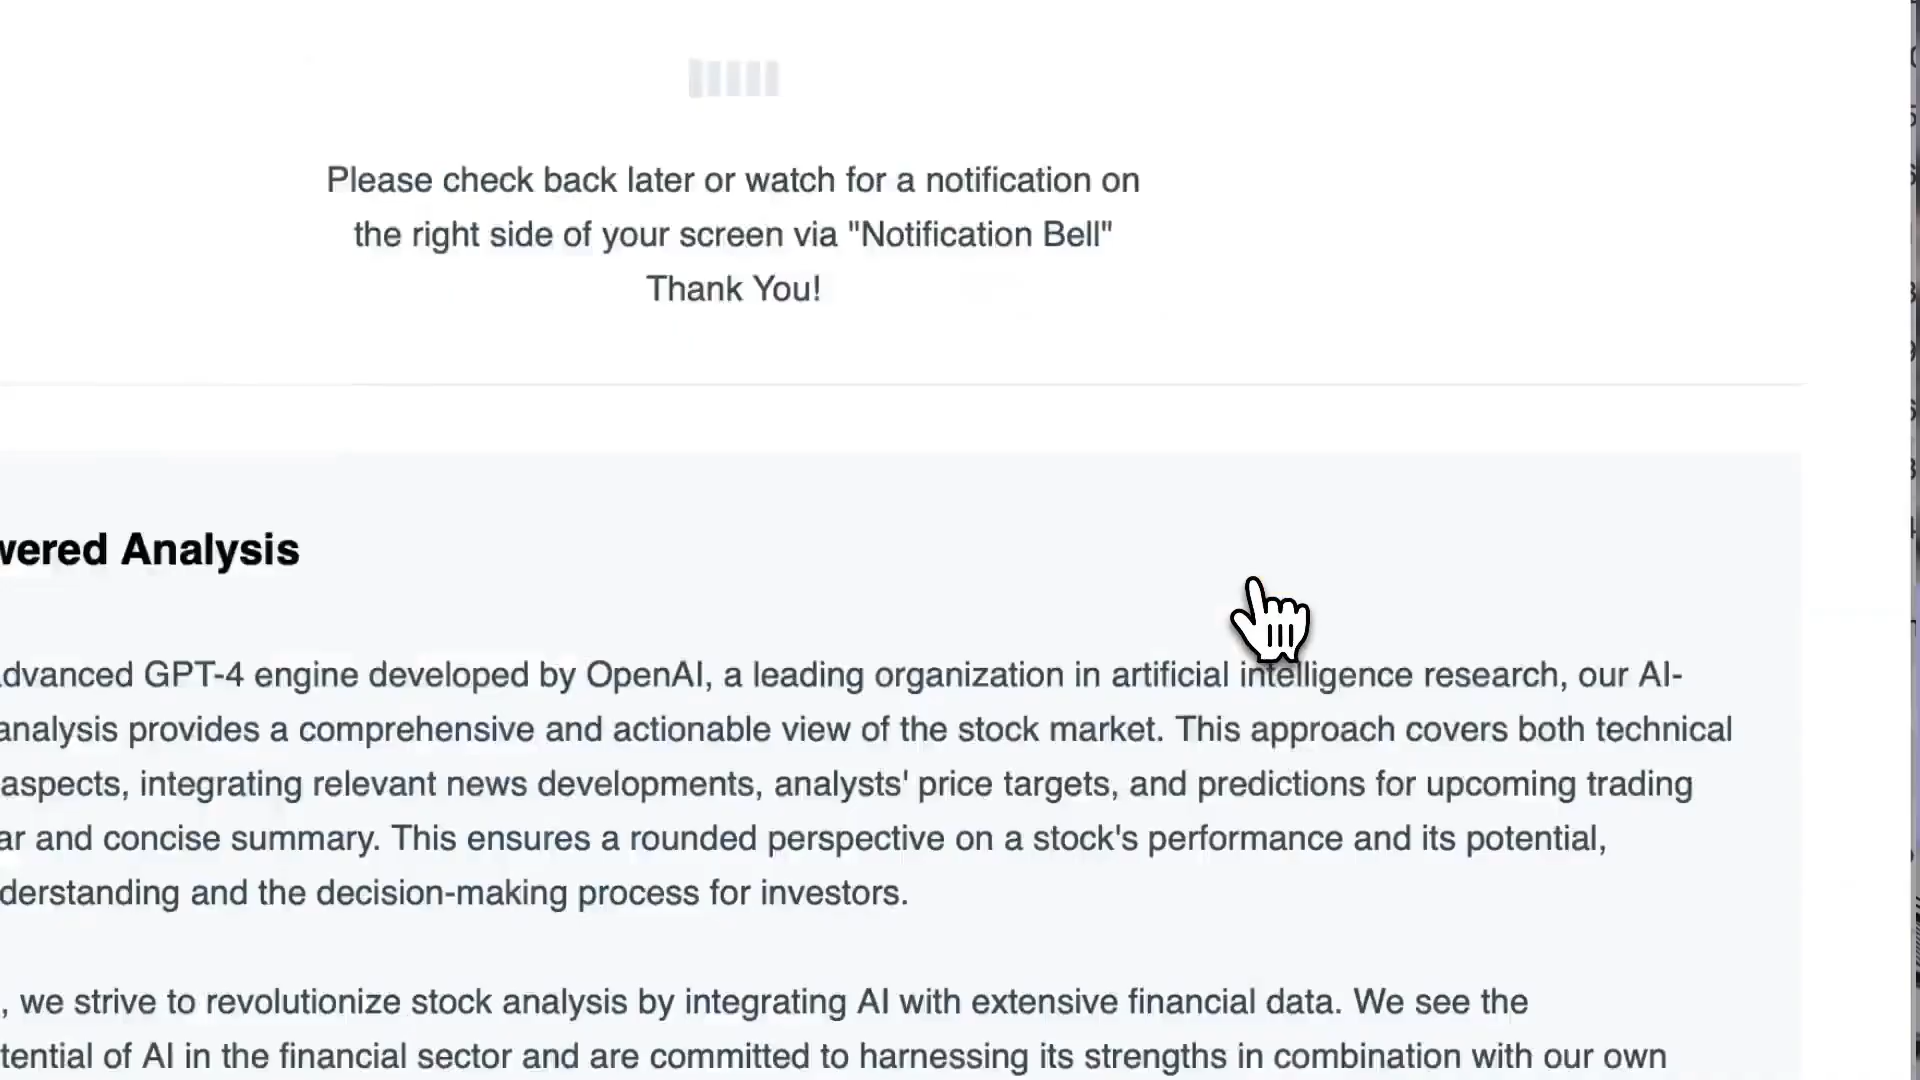 Please check back later or watch for a notification on
the right side of your screen via "Notification Bell"
Thank You!
wered Analysis
dvanced GPT-4 engine developed by OpenAI, a leading organization in artificial intelligence research, our AI-
analysis provides a comprehensive and actionable view of the stock market. This approach covers both technical
aspects, integrating relevant news developments, analysts' price targets, and predictions for upcoming trading
ar and concise summary. This ensures a rounded perspective on a stock's performance and its potential,
derstanding and the decision-making process for investors.
, we strive to revolutionize stock analysis by integrating AI with extensive financial data. We see the
tential of AI in the financial sector and are committed to harnessing its strengths in combination with our own